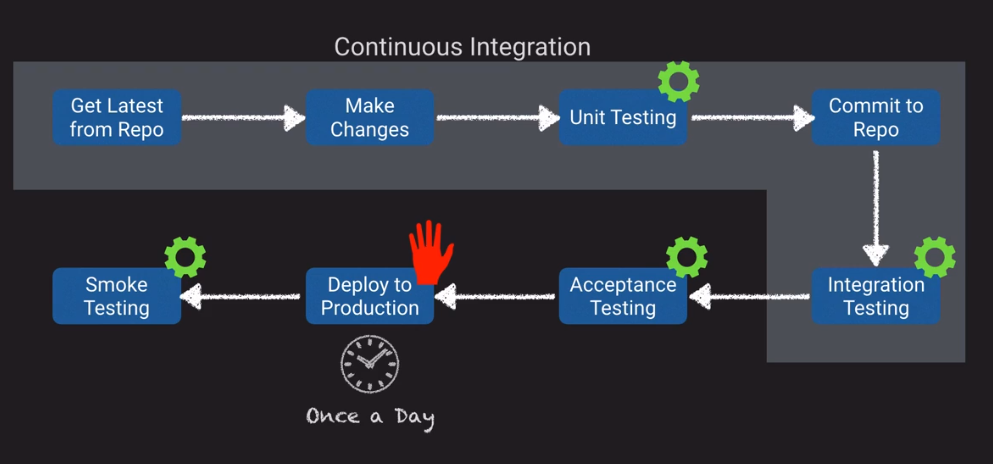 Continuous Integration
Get Latest
from Repo
Make
Changes
Unit Testing
Commit to
Repo
Smoke
Testing
Deploy to
Production
Acceptance
Testing
Integration
Testing
Once a Day